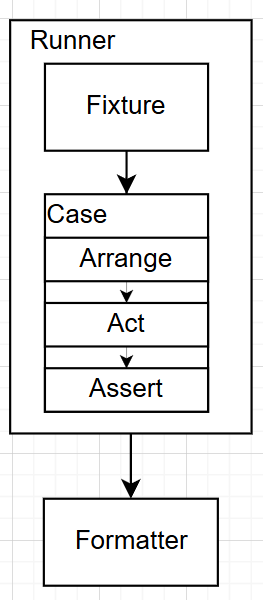 Runner
Fixture
Case
Arrange
Act
Assert
Formatter